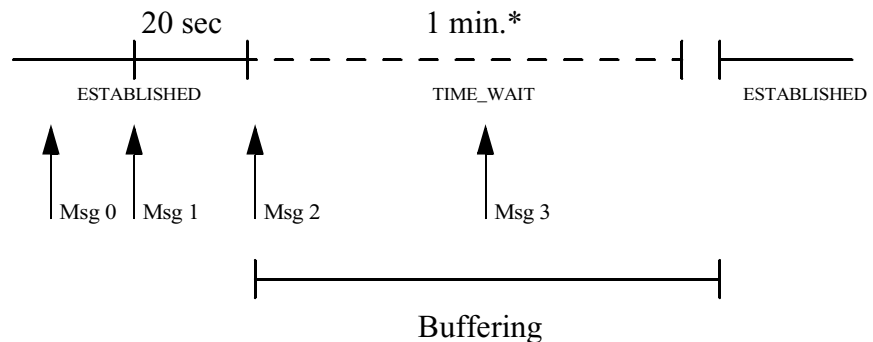 20 sec 1 min.*
ESTABLISHED TIME_WAIT ESTABLISHED
Msg 0 Msg 1 Msg 2 Msg 3
Buffering